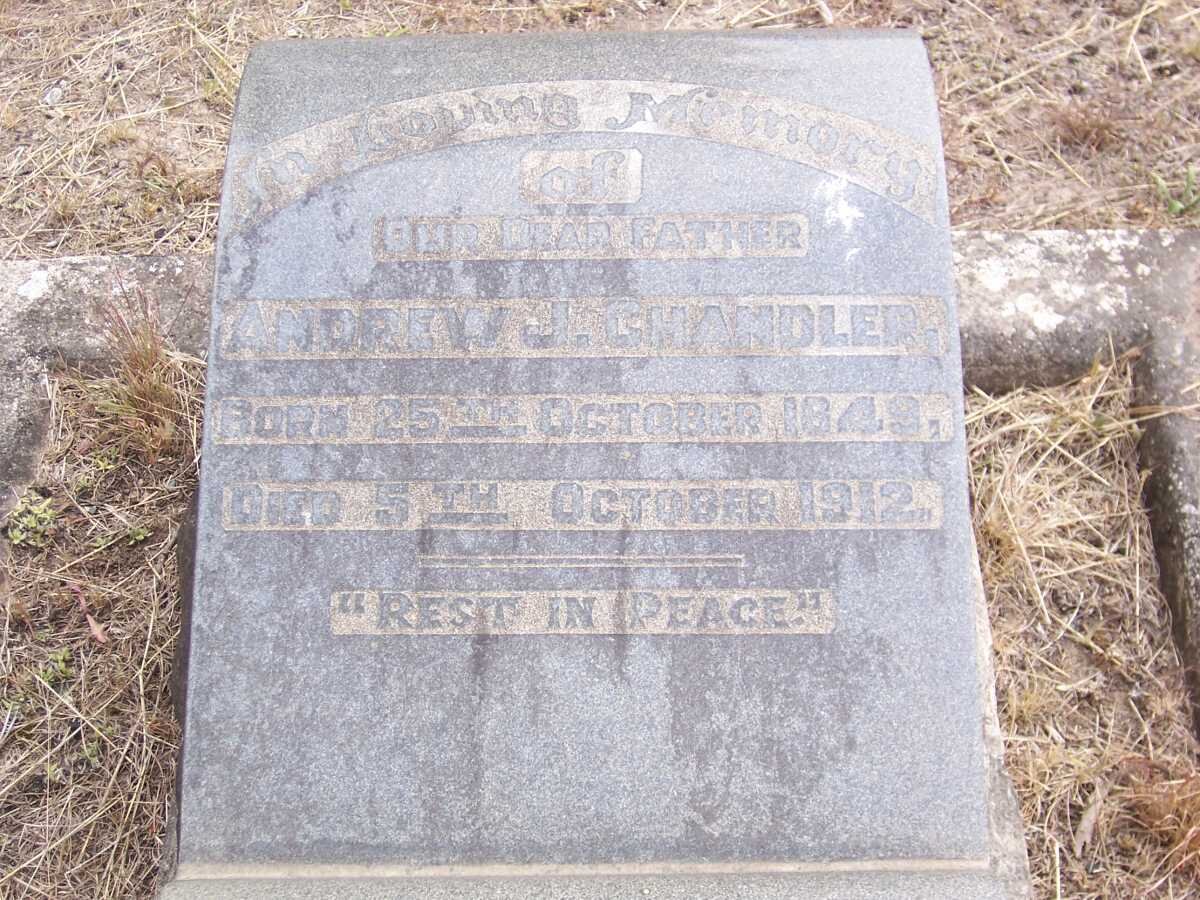 In Loving Memory
of
OUR DEAR FATHER
ANDREW J. CHANDLER.
BORN 25TH OCTOBER 1849,
DIED 5TH OCTOBER 1912.
"REST IN PEACE."